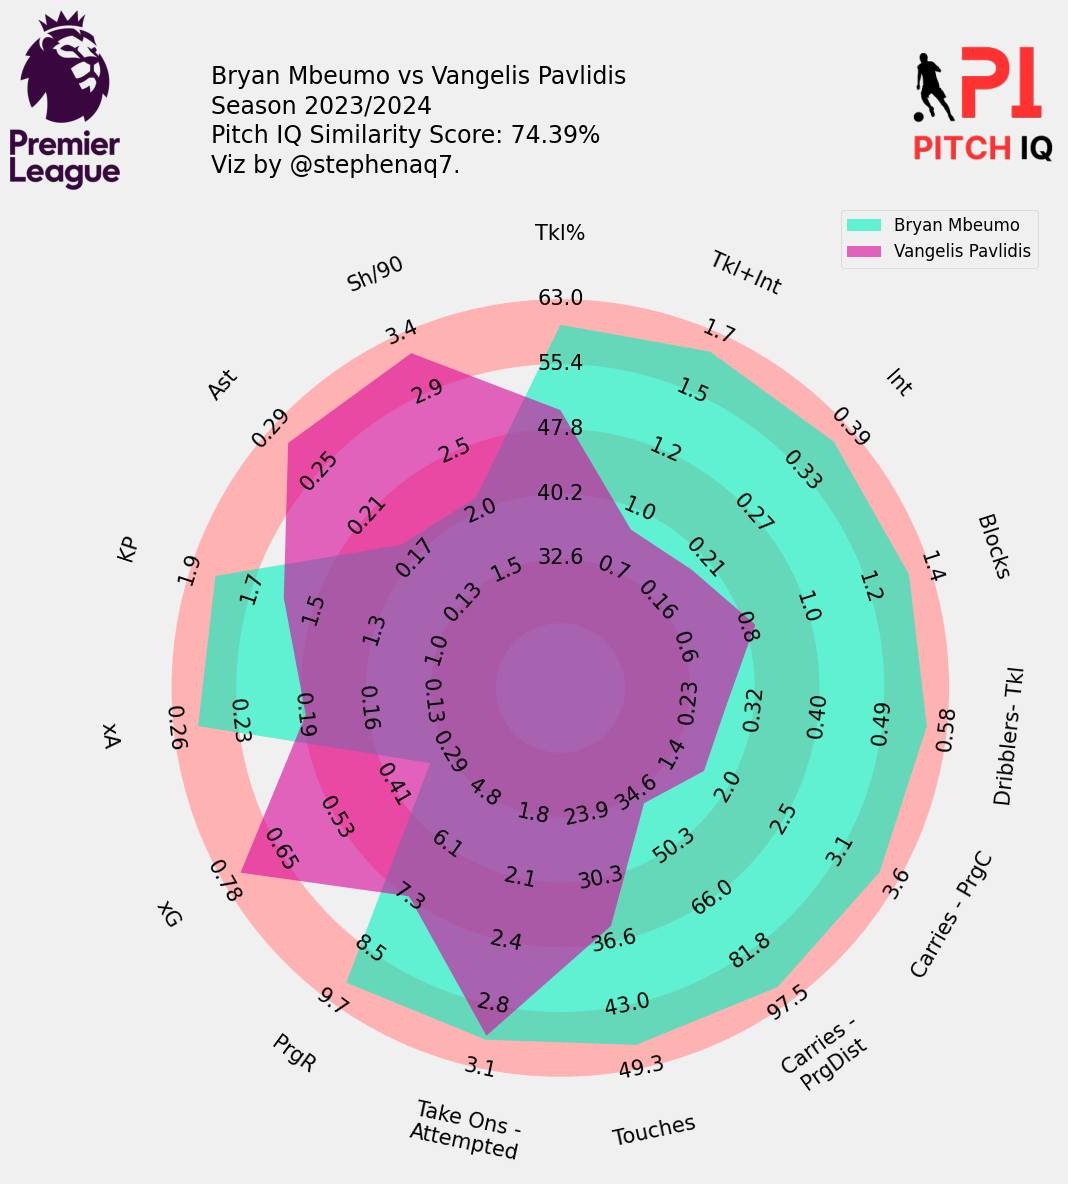 Premier
League
Bryan Mbeumo vs Vangelis Pavlidis
Season 2023/2024
Pitch IQ Similarity Score: 74.39%
Viz by @stephenaq7.
PI
PITCH IQ
Bryan Mbeumo
Vangelis Pavlidis
Tkl%
63.0
55.4
47.8
40.2
32.6
Tkl+Int
1.7
1.5
1.2
1.0
0.7
Int
0.39
0.33
0.27
0.21
0.16
Blocks
1.4
1.2
1.0
0.8
0.6
Dribblers- Tkl
0.58
0.49
0.40
0.32
0.23
Carries - PrgC
3.6
3.1
2.5
2.0
1.4
Carries -
PrgDist
97.5
81.8
66.0
50.3
34.6
Touches
49.3
43.0
36.6
30.3
23.9
Take Ons -
Attempted
3.1
2.8
2.4
2.1
1.8
PrgR
9.7
8.5
7.3
6.1
4.8
xG
0.78
0.65
0.53
0.41
0.29
xA
0.26
0.23
0.19
0.16
0.13
KP
1.9
1.7
1.5
1.3
1.0
Ast
0.29
0.25
0.21
0.17
0.13
Sh/90
3.4
2.9
2.5
2.0
1.5